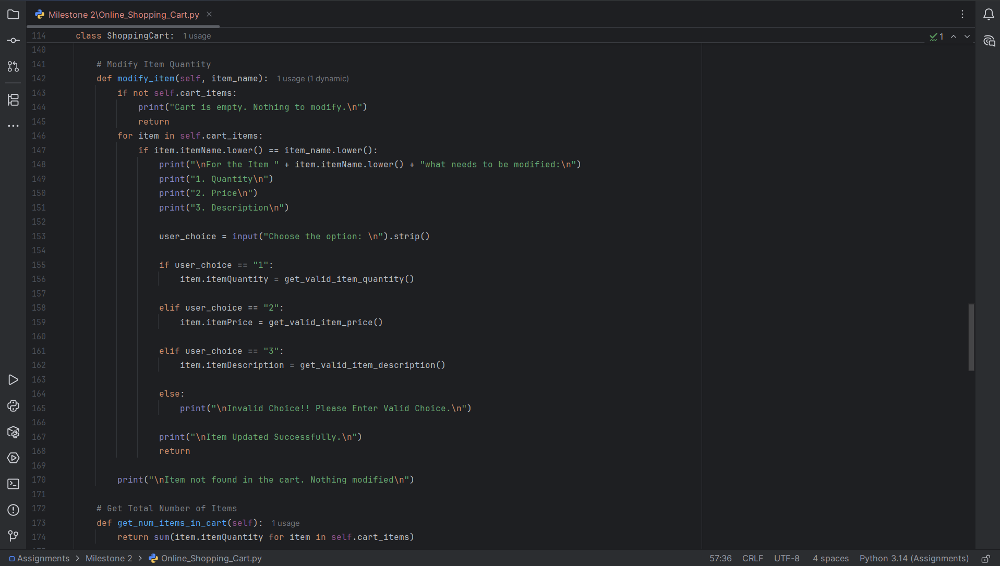 Milestone 2\Online_Shopping_Cart.py
114 class ShoppingCart: 1 usage
1
140
141 # Modify Item Quantity
142 def modify_item(self, item_name): 1 usage (1 dynamic)
143 if not self.cart_items:
144 print("Cart is empty. Nothing to modify.\n")
145 return
146 for item in self.cart_items:
147 if item.itemName.lower() == item_name.lower():
148 print("\nFor the Item " + item.itemName.lower() + "what needs to be modified:\n")
149 print("1. Quantity\n")
150 print("2. Price\n")
151 print("3. Description\n")
152
153 user_choice = input("Choose the option: \n").strip()
154
155 if user_choice == "1":
156 item.itemQuantity = get_valid_item_quantity()
157
158 elif user_choice == "2":
159 item.itemPrice = get_valid_item_price()
160
161 elif user_choice == "3":
162 item.itemDescription = get_valid_item_description()
163
164 else:
165 print("\nInvalid Choice!! Please Enter Valid Choice.\n")
166
167 print("\nItem Updated Successfully.\n")
168 return
169
170 print("\nItem not found in the cart. Nothing modified\n")
171
172 # Get Total Number of Items
173 def get_num_items_in_cart(self): 1 usage
174 return sum(item.itemQuantity for item in self.cart_items)
Assignments > Milestone 2 > Online_Shopping_Cart.py 57:36 CRLF UTF-8 4 spaces Python 3.14 (Assignments)